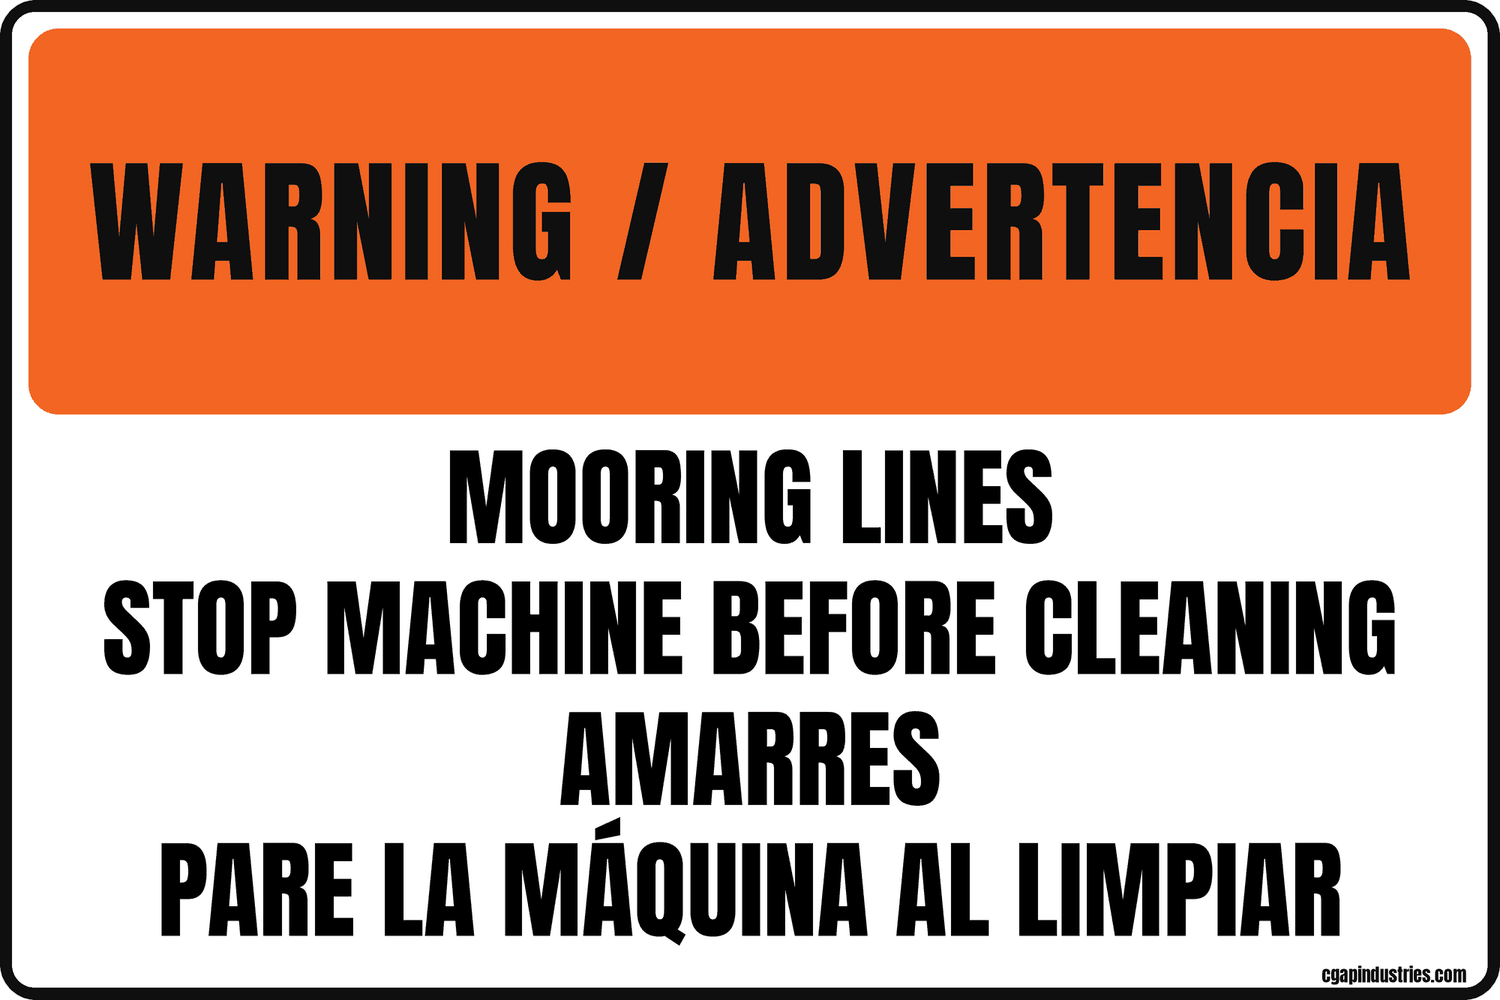 WARNING / ADVERTENCIA
MOORING LINES
STOP MACHINE BEFORE CLEANING
AMARRES
PARE LA MÁQUINA AL LIMPIAR
cgapindustries.com